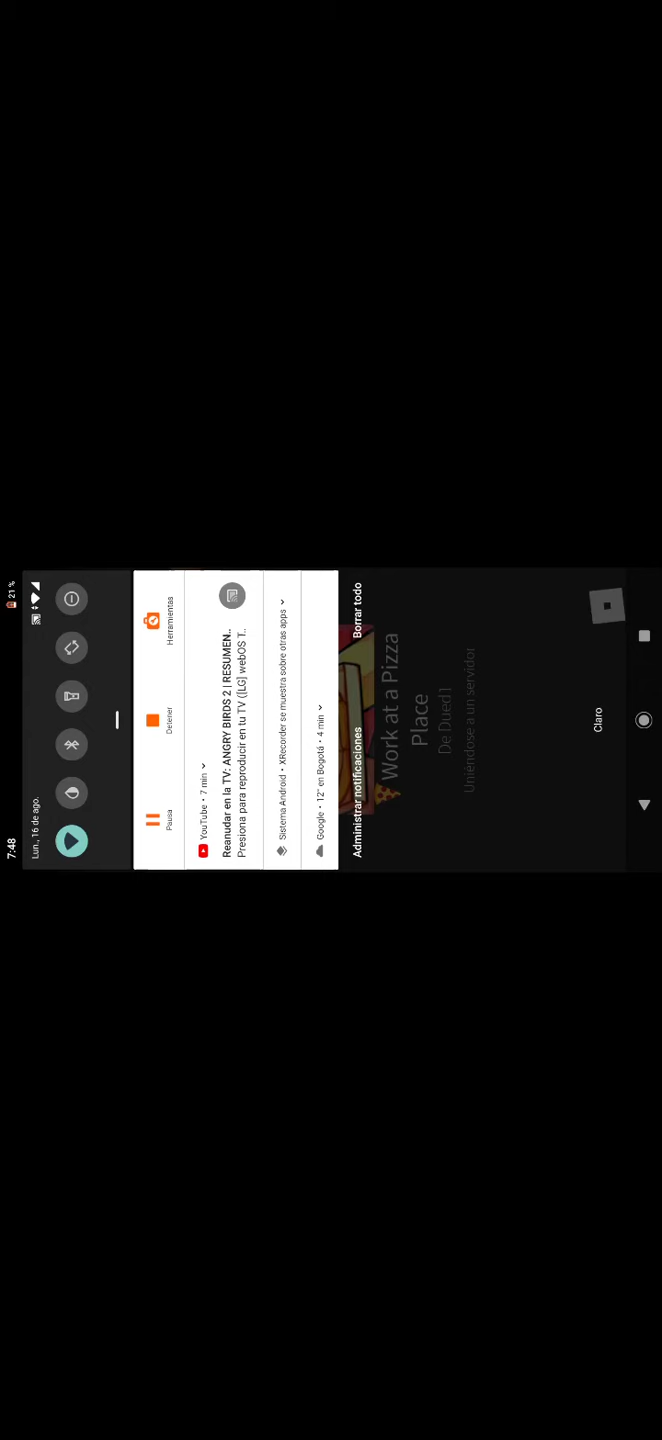 7:48
21 %
Lun., 16 de ago.
Pausa
Detener
Herramientas
YouTube • 7 min
Reanudar en la TV: ANGRY BIRDS 2 | RESUMEN..
Presiona para reproducir en tu TV ([LG] webOS T..
Sistema Android • XRecorder se muestra sobre otras apps
Google • 12° en Bogotá • 4 min
Administrar notificaciones
Borrar todo
Work at a Pizza
Place
De Dued1
Uniéndose a un servidor
Claro